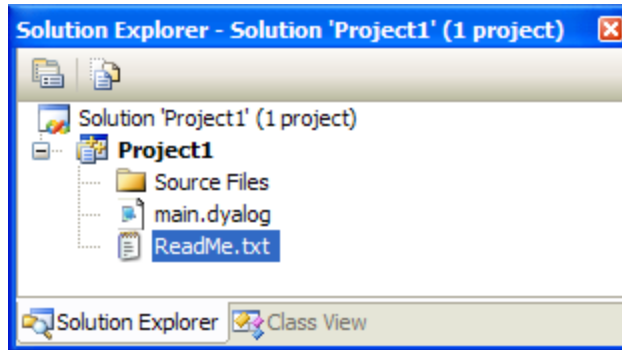 Solution Explorer - Solution 'Project1' (1 project)
Solution 'Project1' (1 project)
Project1
Source Files
main.dyalog
ReadMe.txt
Solution Explorer Class View